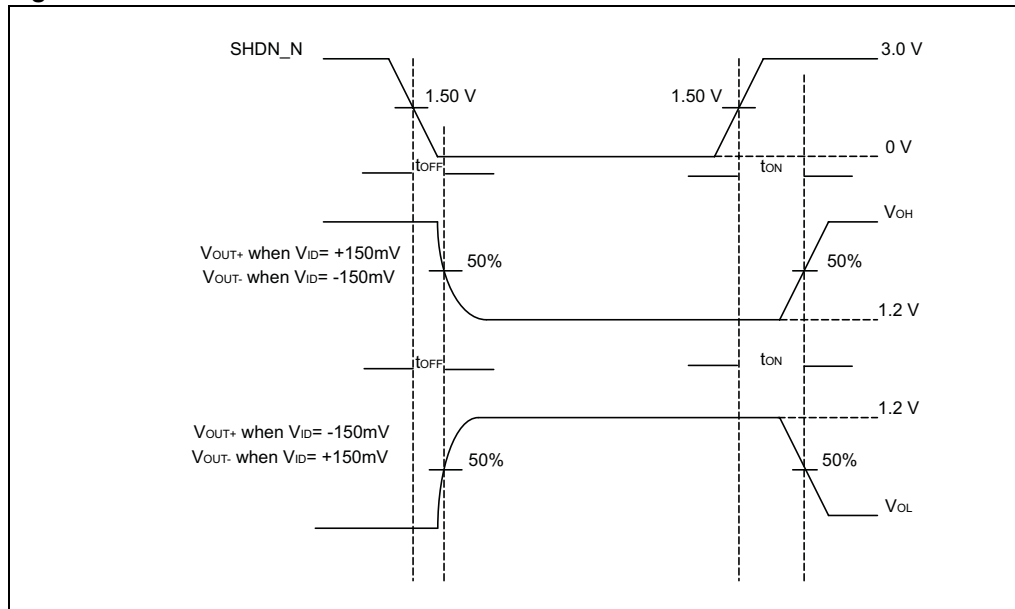 SHDN_N
3.0 V
1.50 V
1.50 V
0 V
tOFF
tON
VOH
VOUT+ when VID= +150mV
VOUT- when VID= -150mV
50%
50%
1.2 V
tOFF
tON
1.2 V
VOUT+ when VID= -150mV
VOUT- when VID= +150mV
50%
50%
VOL